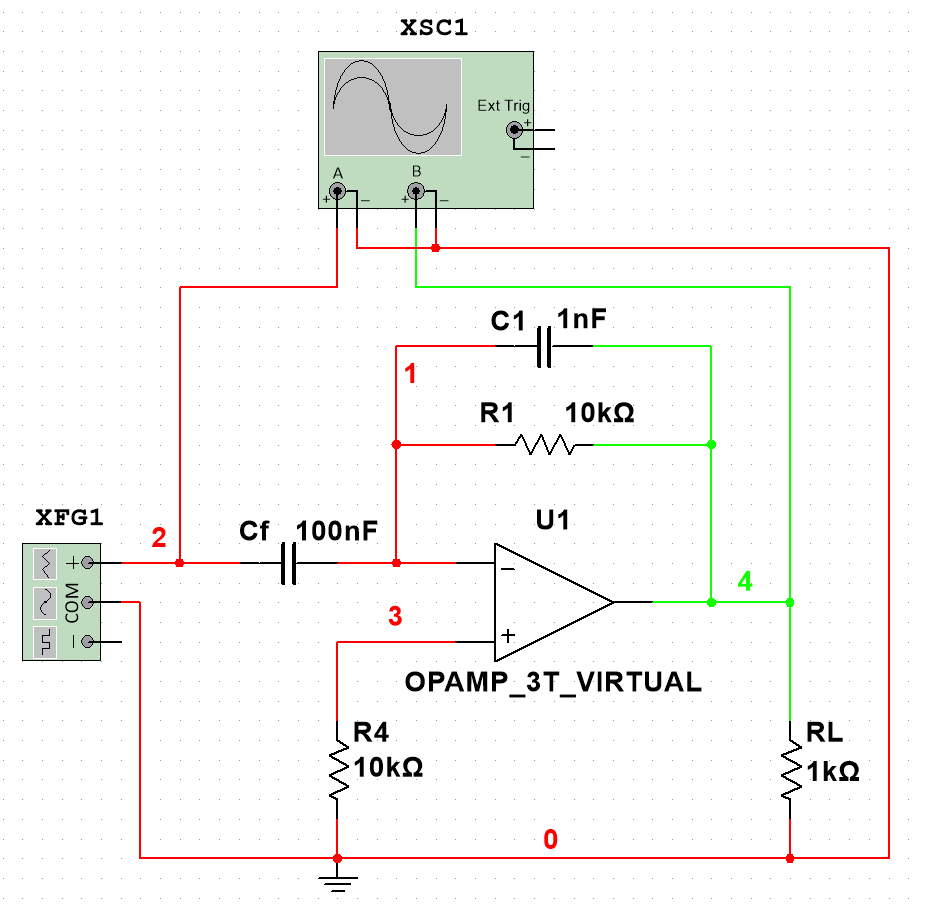 XSC1
Ext Trig
+
−
A
B
+ − + −
C1 1nF
1
R1 10kΩ
XFG1
2
Cf 100nF
U1
+
COM
−
−
4
3
+
OPAMP_3T_VIRTUAL
R4
10kΩ
RL
1kΩ
0